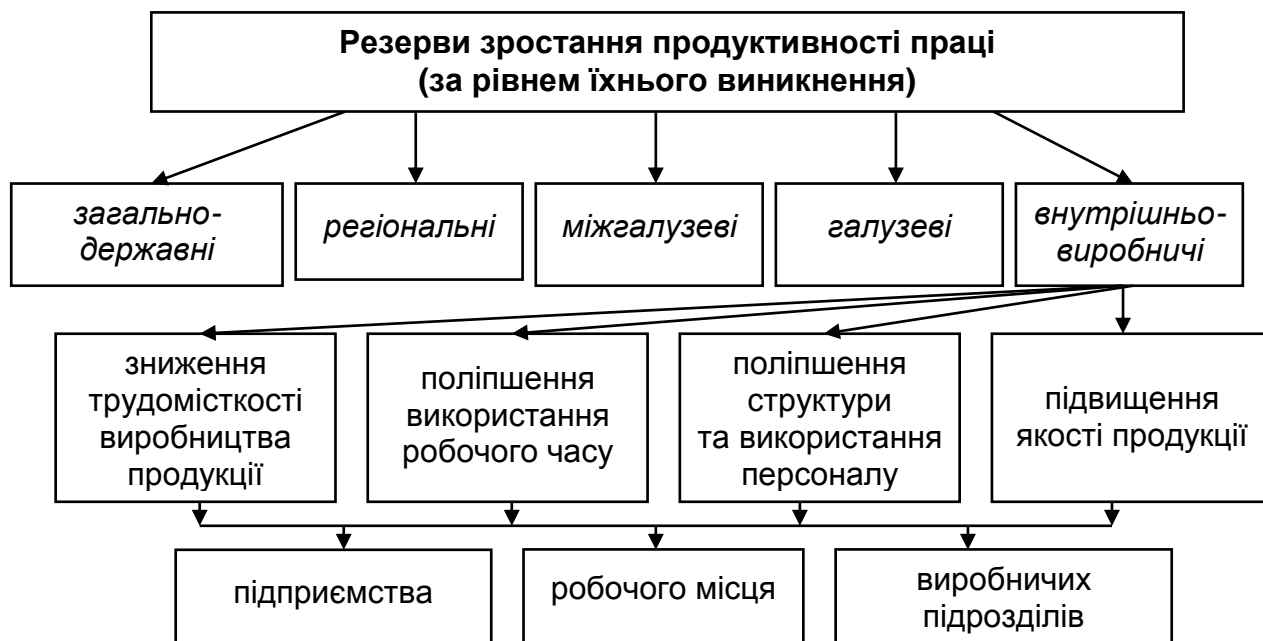 Резерви зростання продуктивності праці
(за рівнем їхнього виникнення)
загально-
державні
регіональні
міжгалузеві
галузеві
внутрішньо-
виробничі
зниження
трудомісткості
виробництва
продукції
поліпшення
використання
робочого часу
поліпшення
структури
та використання
персоналу
підвищення
якості продукції
підприємства
робочого місця
виробничих
підрозділів